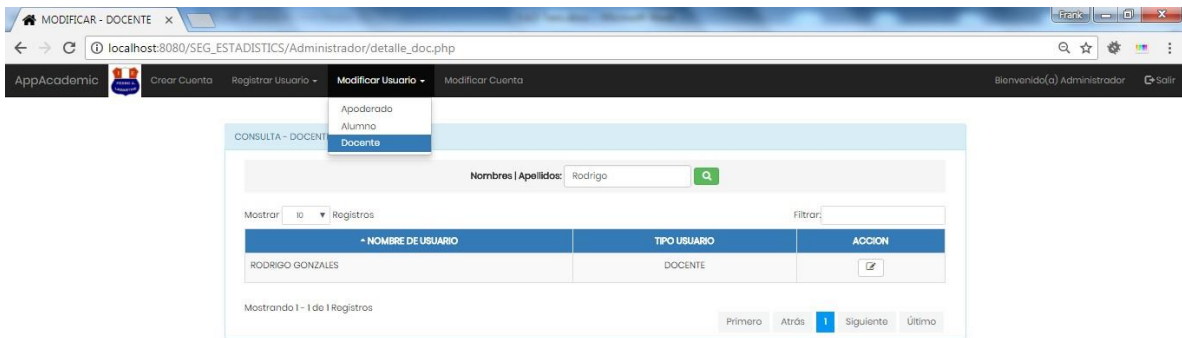 MODIFICAR - DOCENTE
Frank
localhost:8080/SEG_ESTADISTICS/Administrador/detalle_doc.php
AppAcademic Crear Cuenta Registrar Usuario Modificar Usuario Modificar Cuenta Bienvenido(a) Administrador Salir
Apoderado
Alumno
Docente
CONSULTA - DOCENT
Nombres | Apellidos: Rodrigo
Mostrar 10 Registros Filtrar:
NOMBRE DE USUARIO TIPO USUARIO ACCION
RODRIGO GONZALES DOCENTE
Mostrando 1 - 1 de 1 Registros
Primero Atrás 1 Siguiente Último